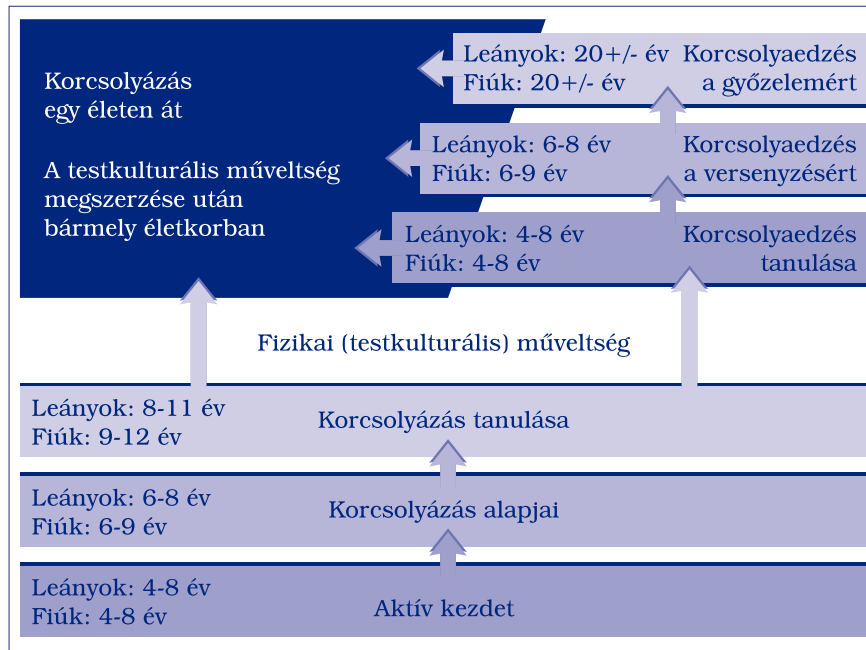 Korcsolyázás
egy életen át
A testkulturális műveltség
megszerzése után
bármely életkorban
Leányok: 20+/- év Korcsolyaedzés
Fiúk: 20+/- év a győzelemért
Leányok: 6-8 év Korcsolyaedzés
Fiúk: 6-9 év a versenyzésért
Leányok: 4-8 év Korcsolyaedzés
Fiúk: 4-8 év tanulása
Fizikai (testkulturális) műveltség
Leányok: 8-11 év
Fiúk: 9-12 év
Korcsolyázás tanulása
Leányok: 6-8 év
Fiúk: 6-9 év
Korcsolyázás alapjai
Leányok: 4-8 év
Fiúk: 4-8 év
Aktív kezdet